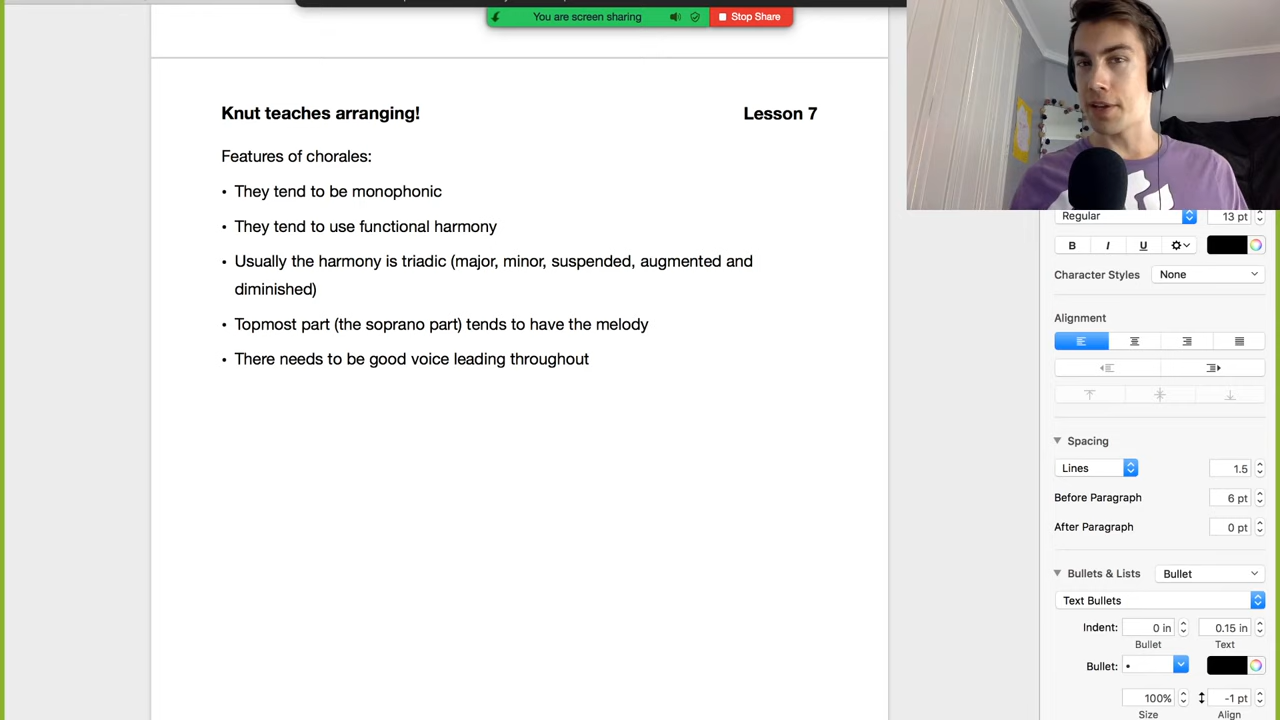 You are screen sharing
Stop Share
Knut teaches arranging!
Lesson 7
Features of chorales:
• They tend to be monophonic
• They tend to use functional harmony
• Usually the harmony is triadic (major, minor, suspended, augmented and
diminished)
• Topmost part (the soprano part) tends to have the melody
• There needs to be good voice leading throughout
Regular
13 pt
B I U
Character Styles
None
Alignment
Spacing
Lines
1.5
Before Paragraph
6 pt
After Paragraph
0 pt
Bullets & Lists
Bullet
Text Bullets
Indent:
0 in
0.15 in
Bullet
Text
Bullet:
•
100%
-1 pt
Size
Align